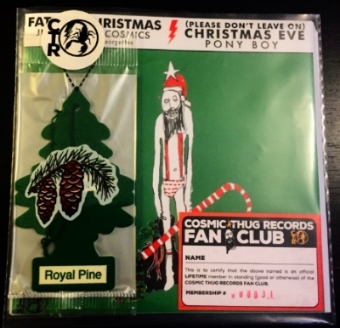 FAT
CHRISTMAS
COSMICS
CTR
(PLEASE DON'T LEAVE ON)
CHRISTMAS EVE
PONY BOY
Royal Pine
COSMIC THUG RECORDS
FAN CLUB
NAME
This is to certify that the above named is an official
LIFETIME member in standing (good or otherwise) of the
COSMIC THUG RECORDS FAN CLUB.
MEMBERSHIP #